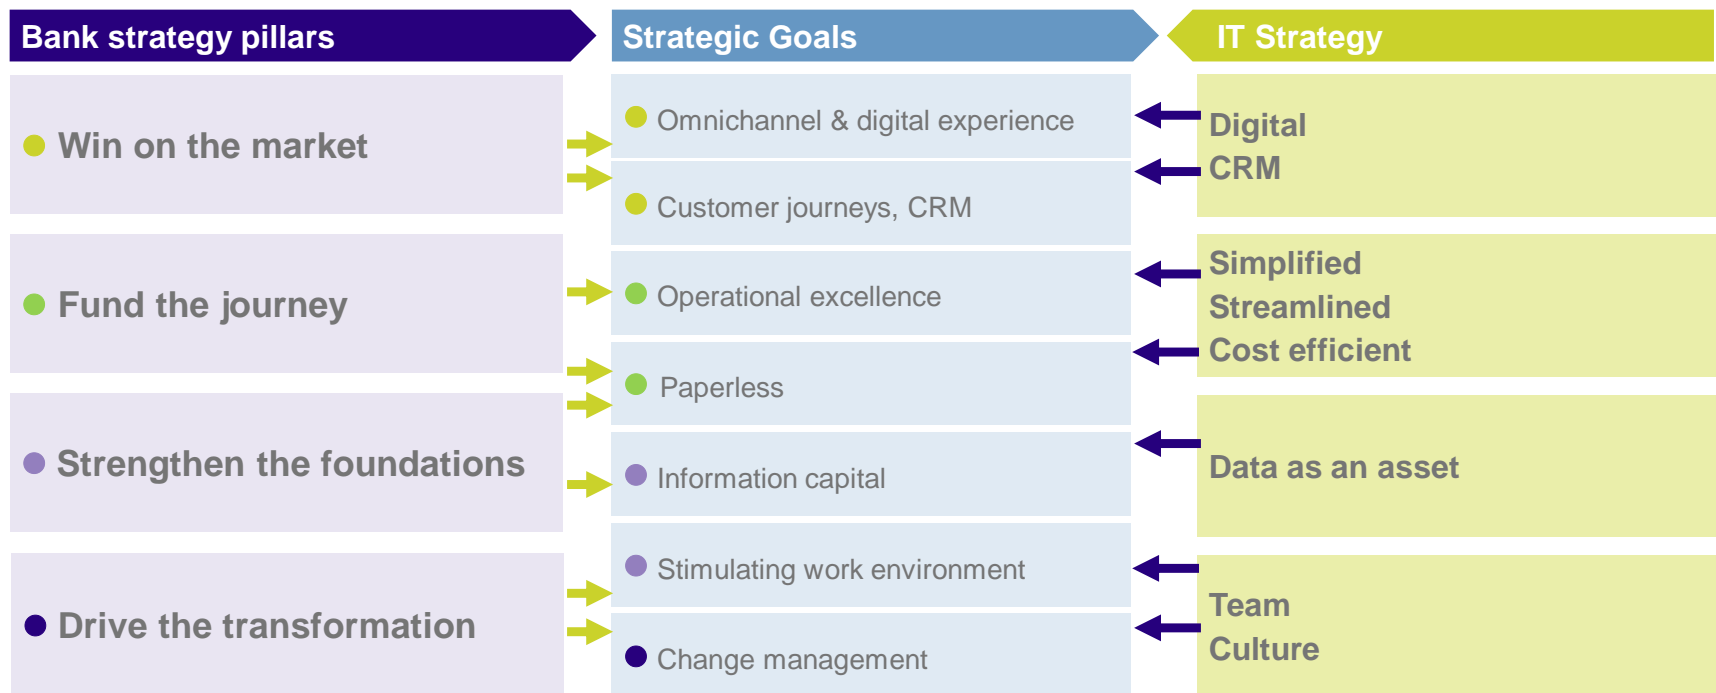 Bank strategy pillars
Strategic Goals
IT Strategy
Win on the market
Fund the journey
Strengthen the foundations
Drive the transformation
Omnichannel & digital experience
Customer journeys, CRM
Operational excellence
Paperless
Information capital
Stimulating work environment
Change management
Digital
CRM
Simplified
Streamlined
Cost efficient
Data as an asset
Team
Culture